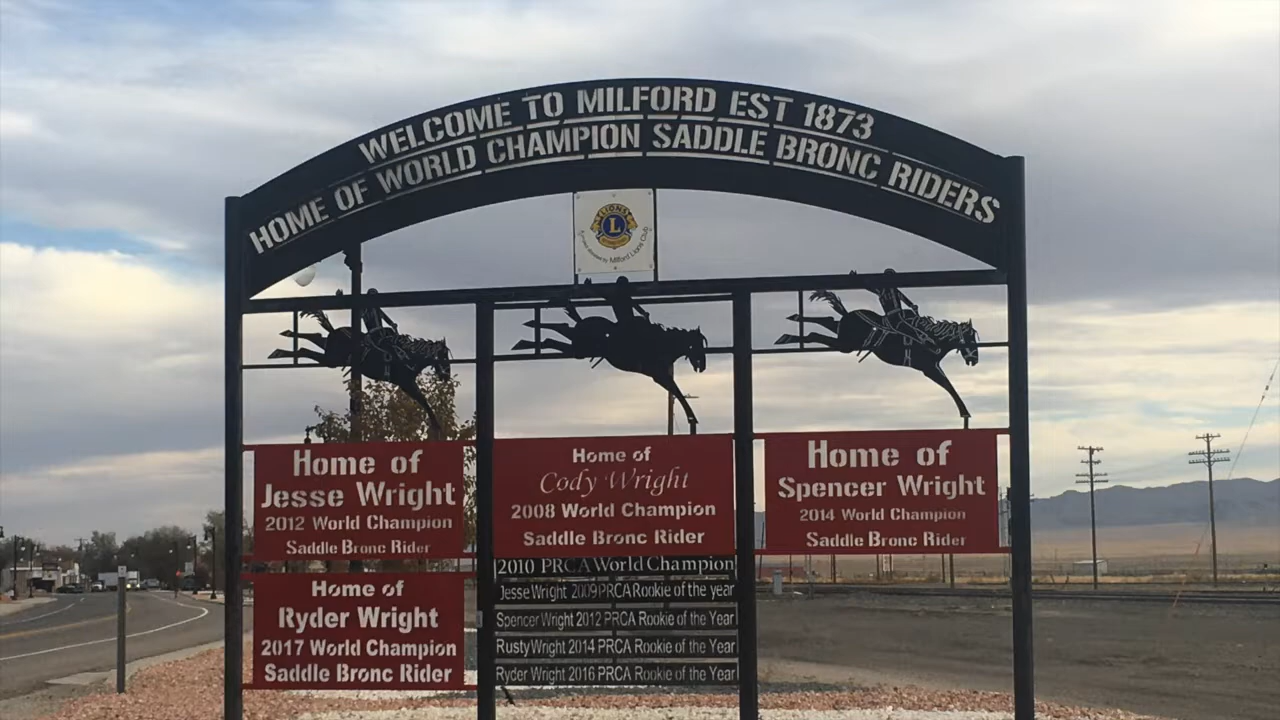 WELCOME TO MILFORD EST 1873
HOME OF WORLD CHAMPION SADDLE BRONC RIDERS
LIONS
L
Milford Lions Club
Home of
Jesse Wright
2012 World Champion
Saddle Bronc Rider
Home of
Cody Wright
2008 World Champion
Saddle Bronc Rider
Home of
Spencer Wright
2014 World Champion
Saddle Bronc Rider
Home of
Ryder Wright
2017 World Champion
Saddle Bronc Rider
2010 PRCA World Champion
Jesse Wright 2009 PRCA Rookie of the year
Spencer Wright 2012 PRCA Rookie of the Year
Rusty Wright 2014 PRCA Rookie of the Year
Ryder Wright 2016 PRCA Rookie of the Year